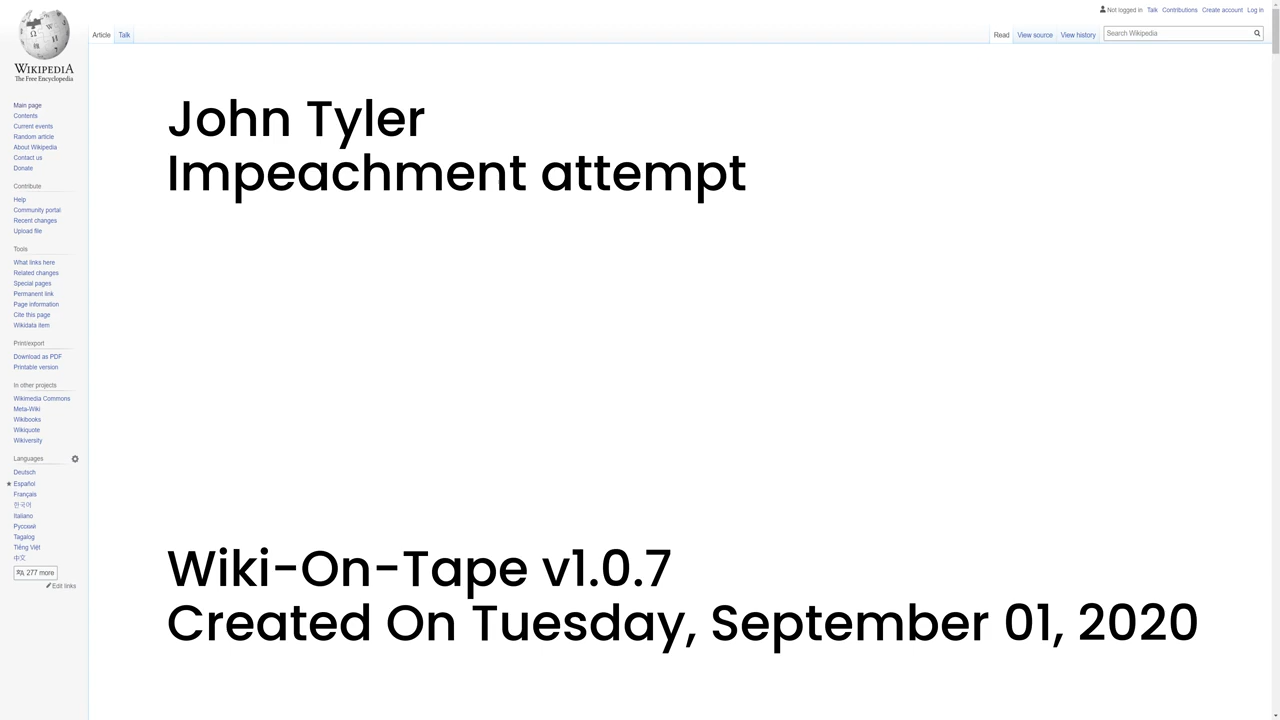 Not logged in Talk Contributions Create account Log in
Article Talk Read View source View history Search Wikipedia
WIKIPEDIA
The Free Encyclopedia
Main page
Contents
Current events
Random article
About Wikipedia
Contact us
Donate
Contribute
Help
Community portal
Recent changes
Upload file
Tools
What links here
Related changes
Special pages
Permanent link
Page information
Cite this page
Wikidata item
Print/export
Download as PDF
Printable version
In other projects
Wikimedia Commons
Meta-Wiki
Wikibooks
Wikiquote
Wikiversity
Languages
Deutsch
Español
Français
한국어
Italiano
Русский
Tagalog
Tiếng Việt
中文
277 more
Edit links
John Tyler
Impeachment attempt
Wiki-On-Tape v1.0.7
Created On Tuesday, September 01, 2020